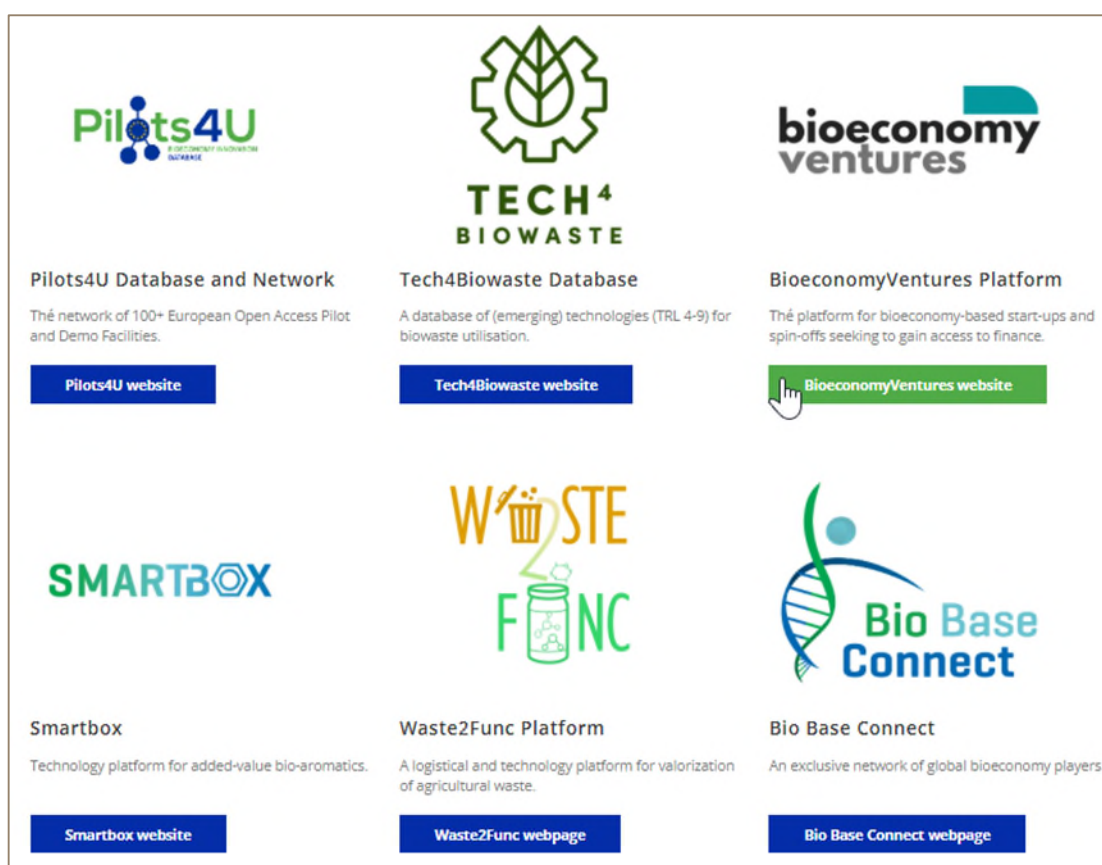 Pilots4U
BIOECONOMY INNOVATION
DATABASE
TECH4
BIOWASTE
bioeconomy
ventures
Pilots4U Database and Network
Thé network of 100+ European Open Access Pilot
and Demo Facilities.
Pilots4U website
Tech4Biowaste Database
A database of (emerging) technologies (TRL 4-9) for
biowaste utilisation.
Tech4Biowaste website
BioeconomyVentures Platform
Thé platform for bioeconomy-based start-ups and
spin-offs seeking to gain access to finance.
BioeconomyVentures website
SMARTBOX
WASTE
2
FUNC
Bio Base
Connect
Smartbox
Technology platform for added-value bio-aromatics.
Smartbox website
Waste2Func Platform
A logistical and technology platform for valorization
of agricultural waste.
Waste2Func webpage
Bio Base Connect
An exclusive network of global bioeconomy players
Bio Base Connect webpage